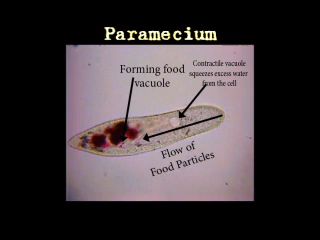 Paramecium
Forming food
vacuole
Contractile vacuole
squeezes excess water
from the cell
Flow of
Food Particles